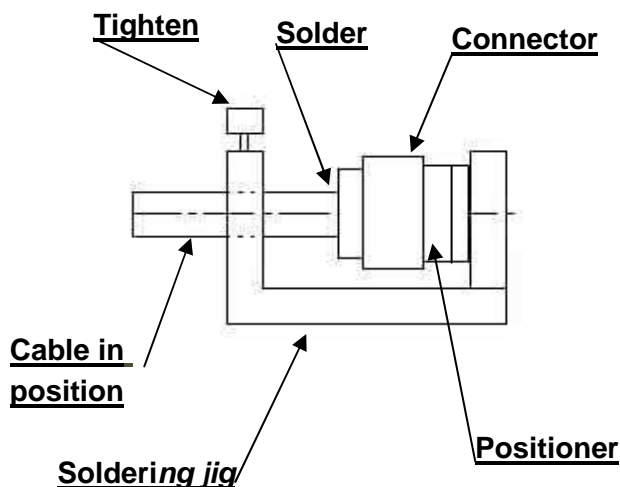 Tighten
Solder
Connector
Cable in
position
Positioner
Soldering jig